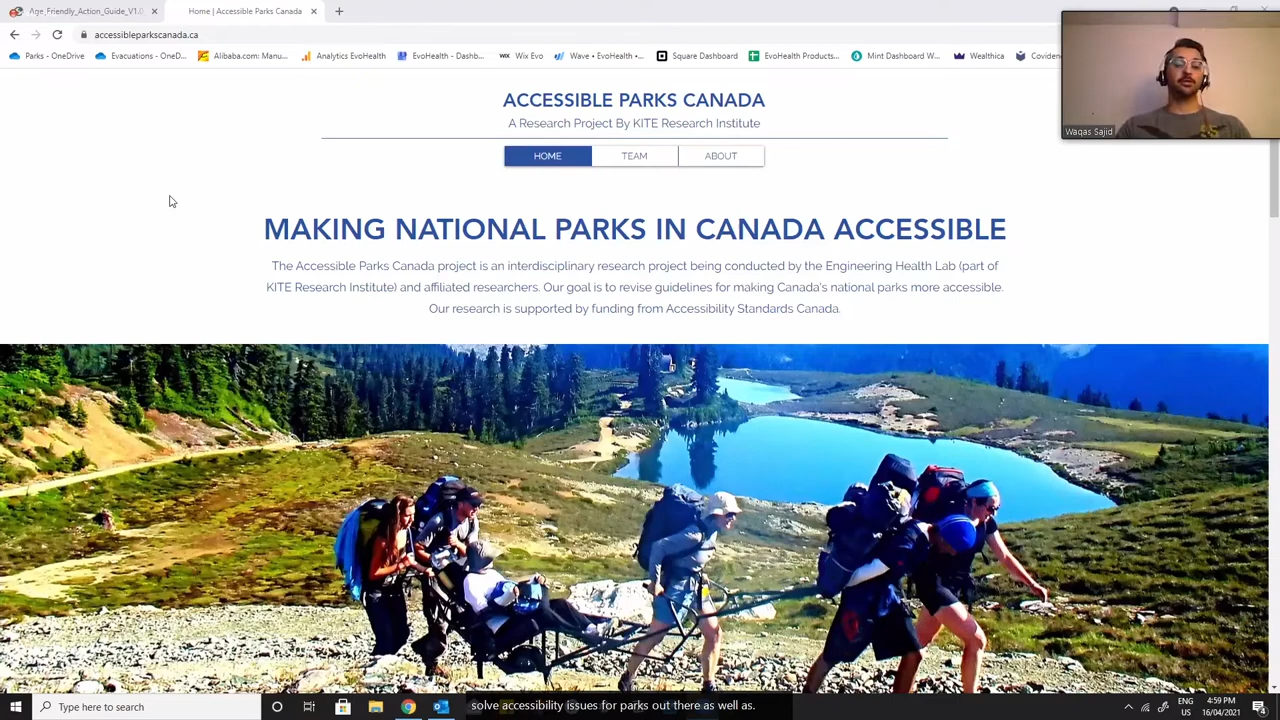 Age_Friendly_Action_Guide_V1.0
Home | Accessible Parks Canada
accessibleparkscanada.ca
Parks - OneDrive
Evacuations - OneD...
Alibaba.com: Manu...
Analytics EvoHealth
EvoHealth - Dashb...
WIX Wix Evo
Wave • EvoHealth •...
Square Dashboard
EvoHealth Products...
Mint Dashboard W...
Wealthica
Coviden
Waqas Sajid
ACCESSIBLE PARKS CANADA
A Research Project By KITE Research Institute
HOME
TEAM
ABOUT
MAKING NATIONAL PARKS IN CANADA ACCESSIBLE
The Accessible Parks Canada project is an interdisciplinary research project being conducted by the Engineering Health Lab (part of
KITE Research Institute) and affiliated researchers. Our goal is to revise guidelines for making Canada's national parks more accessible.
Our research is supported by funding from Accessibility Standards Canada.
Type here to search
solve accessibility issues for parks out there as well as.
ENG
US
4:59 PM
16/04/2021
4